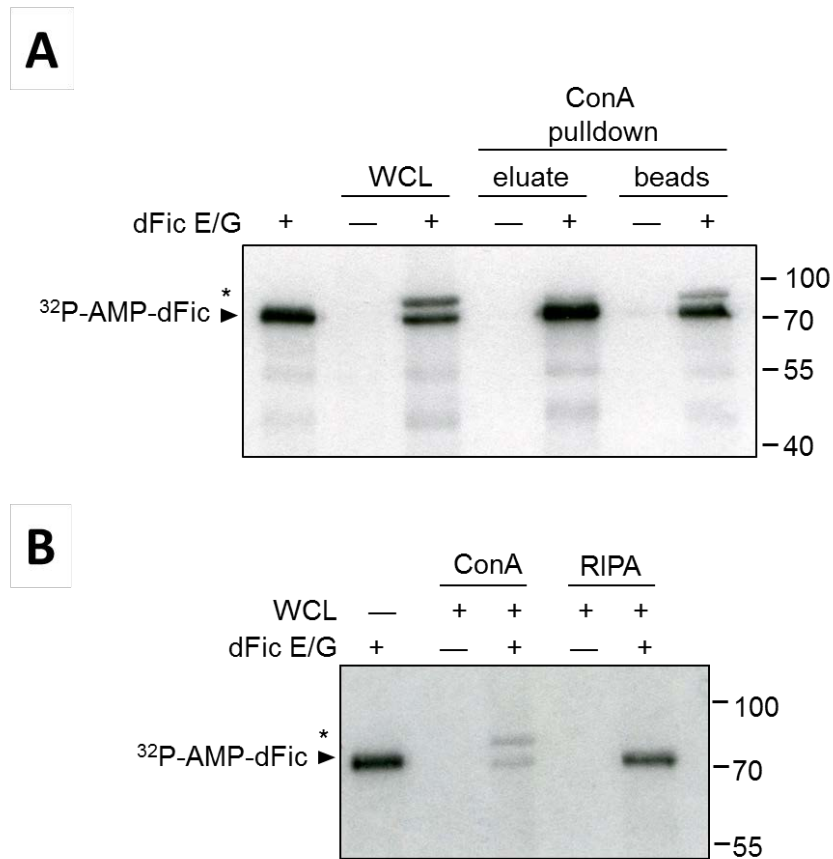 A
ConA
pulldown
WCL eluate beads
dFic E/G + — + — + — +
*
³²P-AMP-dFic ►
– 100
– 70
– 55
– 40
B
ConA RIPA
WCL — + + + +
dFic E/G + — + — +
*
³²P-AMP-dFic ►
– 100
– 70
– 55